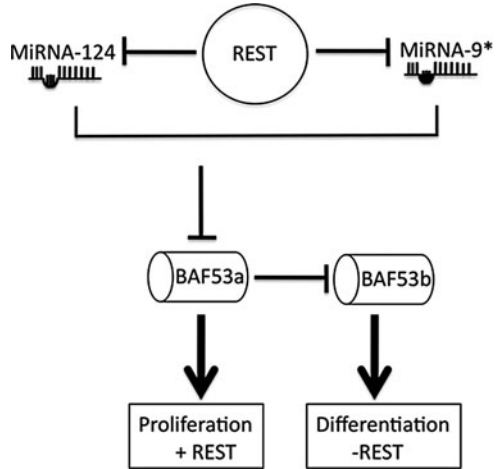 REST
MiRNA-124
MiRNA-9*
BAF53a
BAF53b
Proliferation
+ REST
Differentiation
-REST